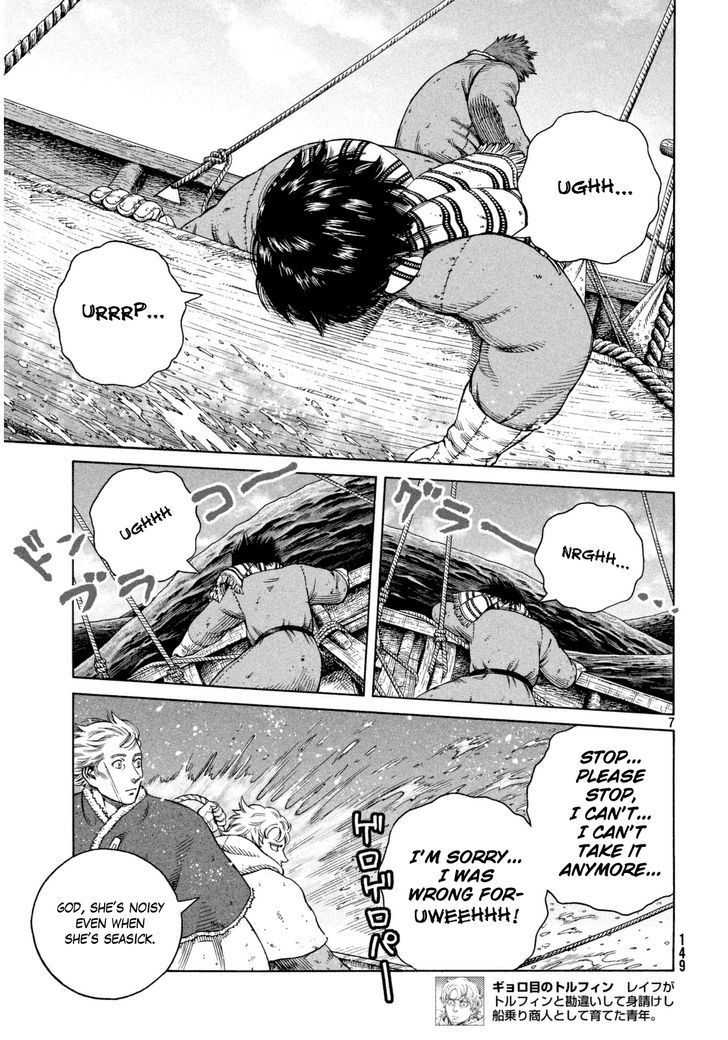 UGHH...
URRRP...
グラ〜
NRGHH...
UGHHH
コー
ドン
ブラ
7
STOP...
PLEASE
STOP,
I CAN'T...
I CAN'T
TAKE IT
ANYMORE...
I'M SORRY...
I WAS
WRONG FOR-
UWEEHHH!
ゲロゲロペー
GOD, SHE'S NOISY
EVEN WHEN
SHE'S SEASICK.
149
ギョロ目のトルフィン レイフが
トルフィンと勘違いして身請けし
船乗り商人として育てた青年。